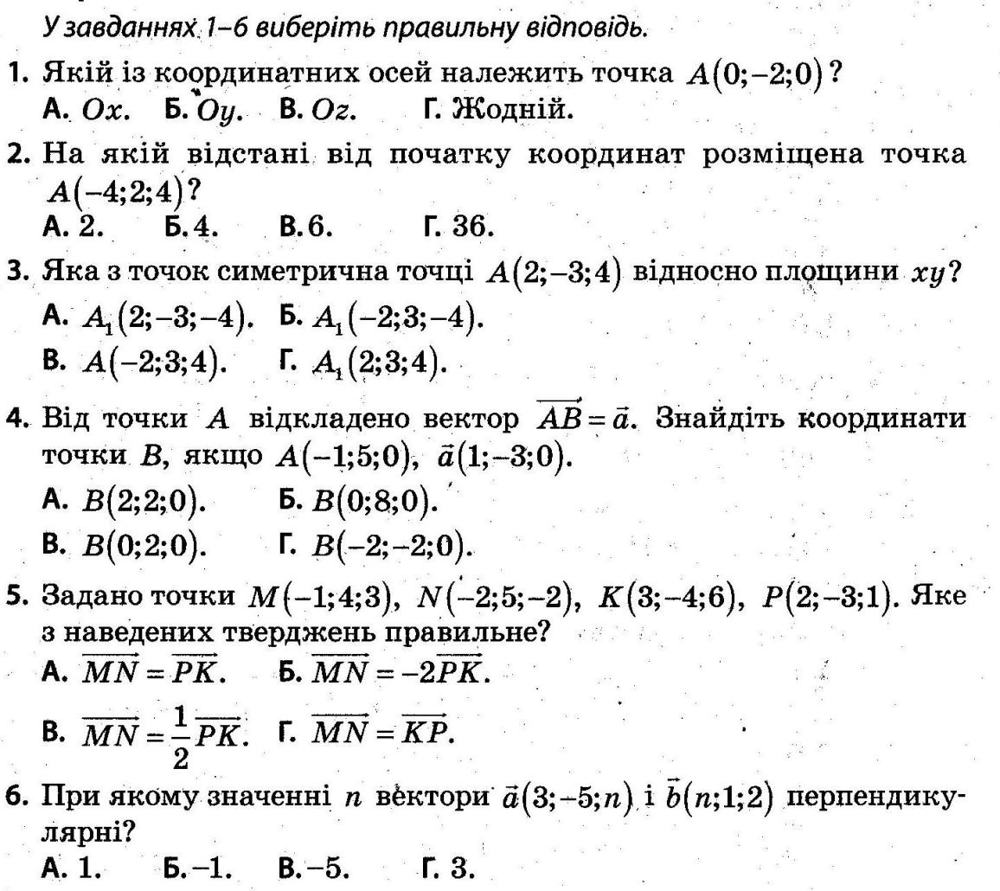 У завданнях 1–6 виберіть правильну відповідь.
1. Якій із координатних осей належить точка A(0;−2;0)?
А. Ox. Б. Oy. В. Oz. Г. Жодній.
2. На якій відстані від початку координат розміщена точка
A(−4;2;4)?
А. 2. Б. 4. В. 6. Г. 36.
3. Яка з точок симетрична точці A(2;−3;4) відносно площини xy?
А. A₁(2;−3;−4). Б. A₁(−2;3;−4).
В. A(−2;3;4). Г. A₁(2;3;4).
4. Від точки A відкладено вектор \overrightarrow{AB} = \vec{a}. Знайдіть координати
точки B, якщо A(−1;5;0), \vec{a}(1;−3;0).
А. B(2;2;0). Б. B(0;8;0).
В. B(0;2;0). Г. B(−2;−2;0).
5. Задано точки M(−1;4;3), N(−2;5;−2), K(3;−4;6), P(2;−3;1). Яке
з наведених тверджень правильне?
А. \overrightarrow{MN} = \overrightarrow{PK}. Б. \overrightarrow{MN} = −2\overrightarrow{PK}.
В. \overrightarrow{MN} = \frac{1}{2}\overrightarrow{PK}. Г. \overrightarrow{MN} = \overrightarrow{KP}.
6. При якому значенні n вектори \vec{a}(3;−5;n) і \vec{b}(n;1;2) перпендику-
лярні?
А. 1. Б. −1. В. −5. Г. 3.